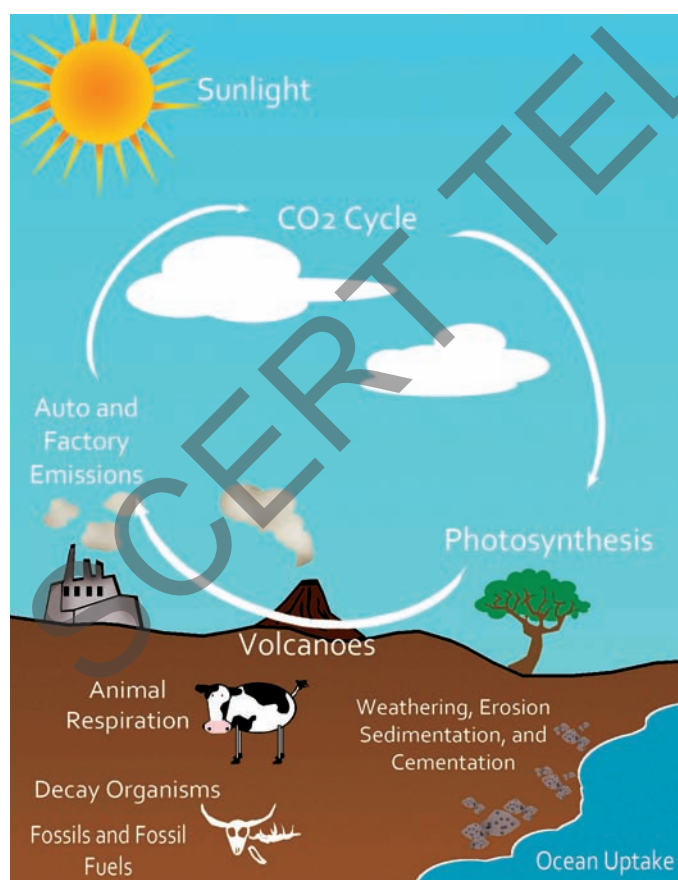 Sunlight
CO2 Cycle
Auto and
Factory
Emissions
Photosynthesis
Volcanoes
Animal
Respiration
Weathering, Erosion
Sedimentation, and
Cementation
Decay Organisms
Fossils and Fossil
Fuels
Ocean Uptake
SCERT TEL